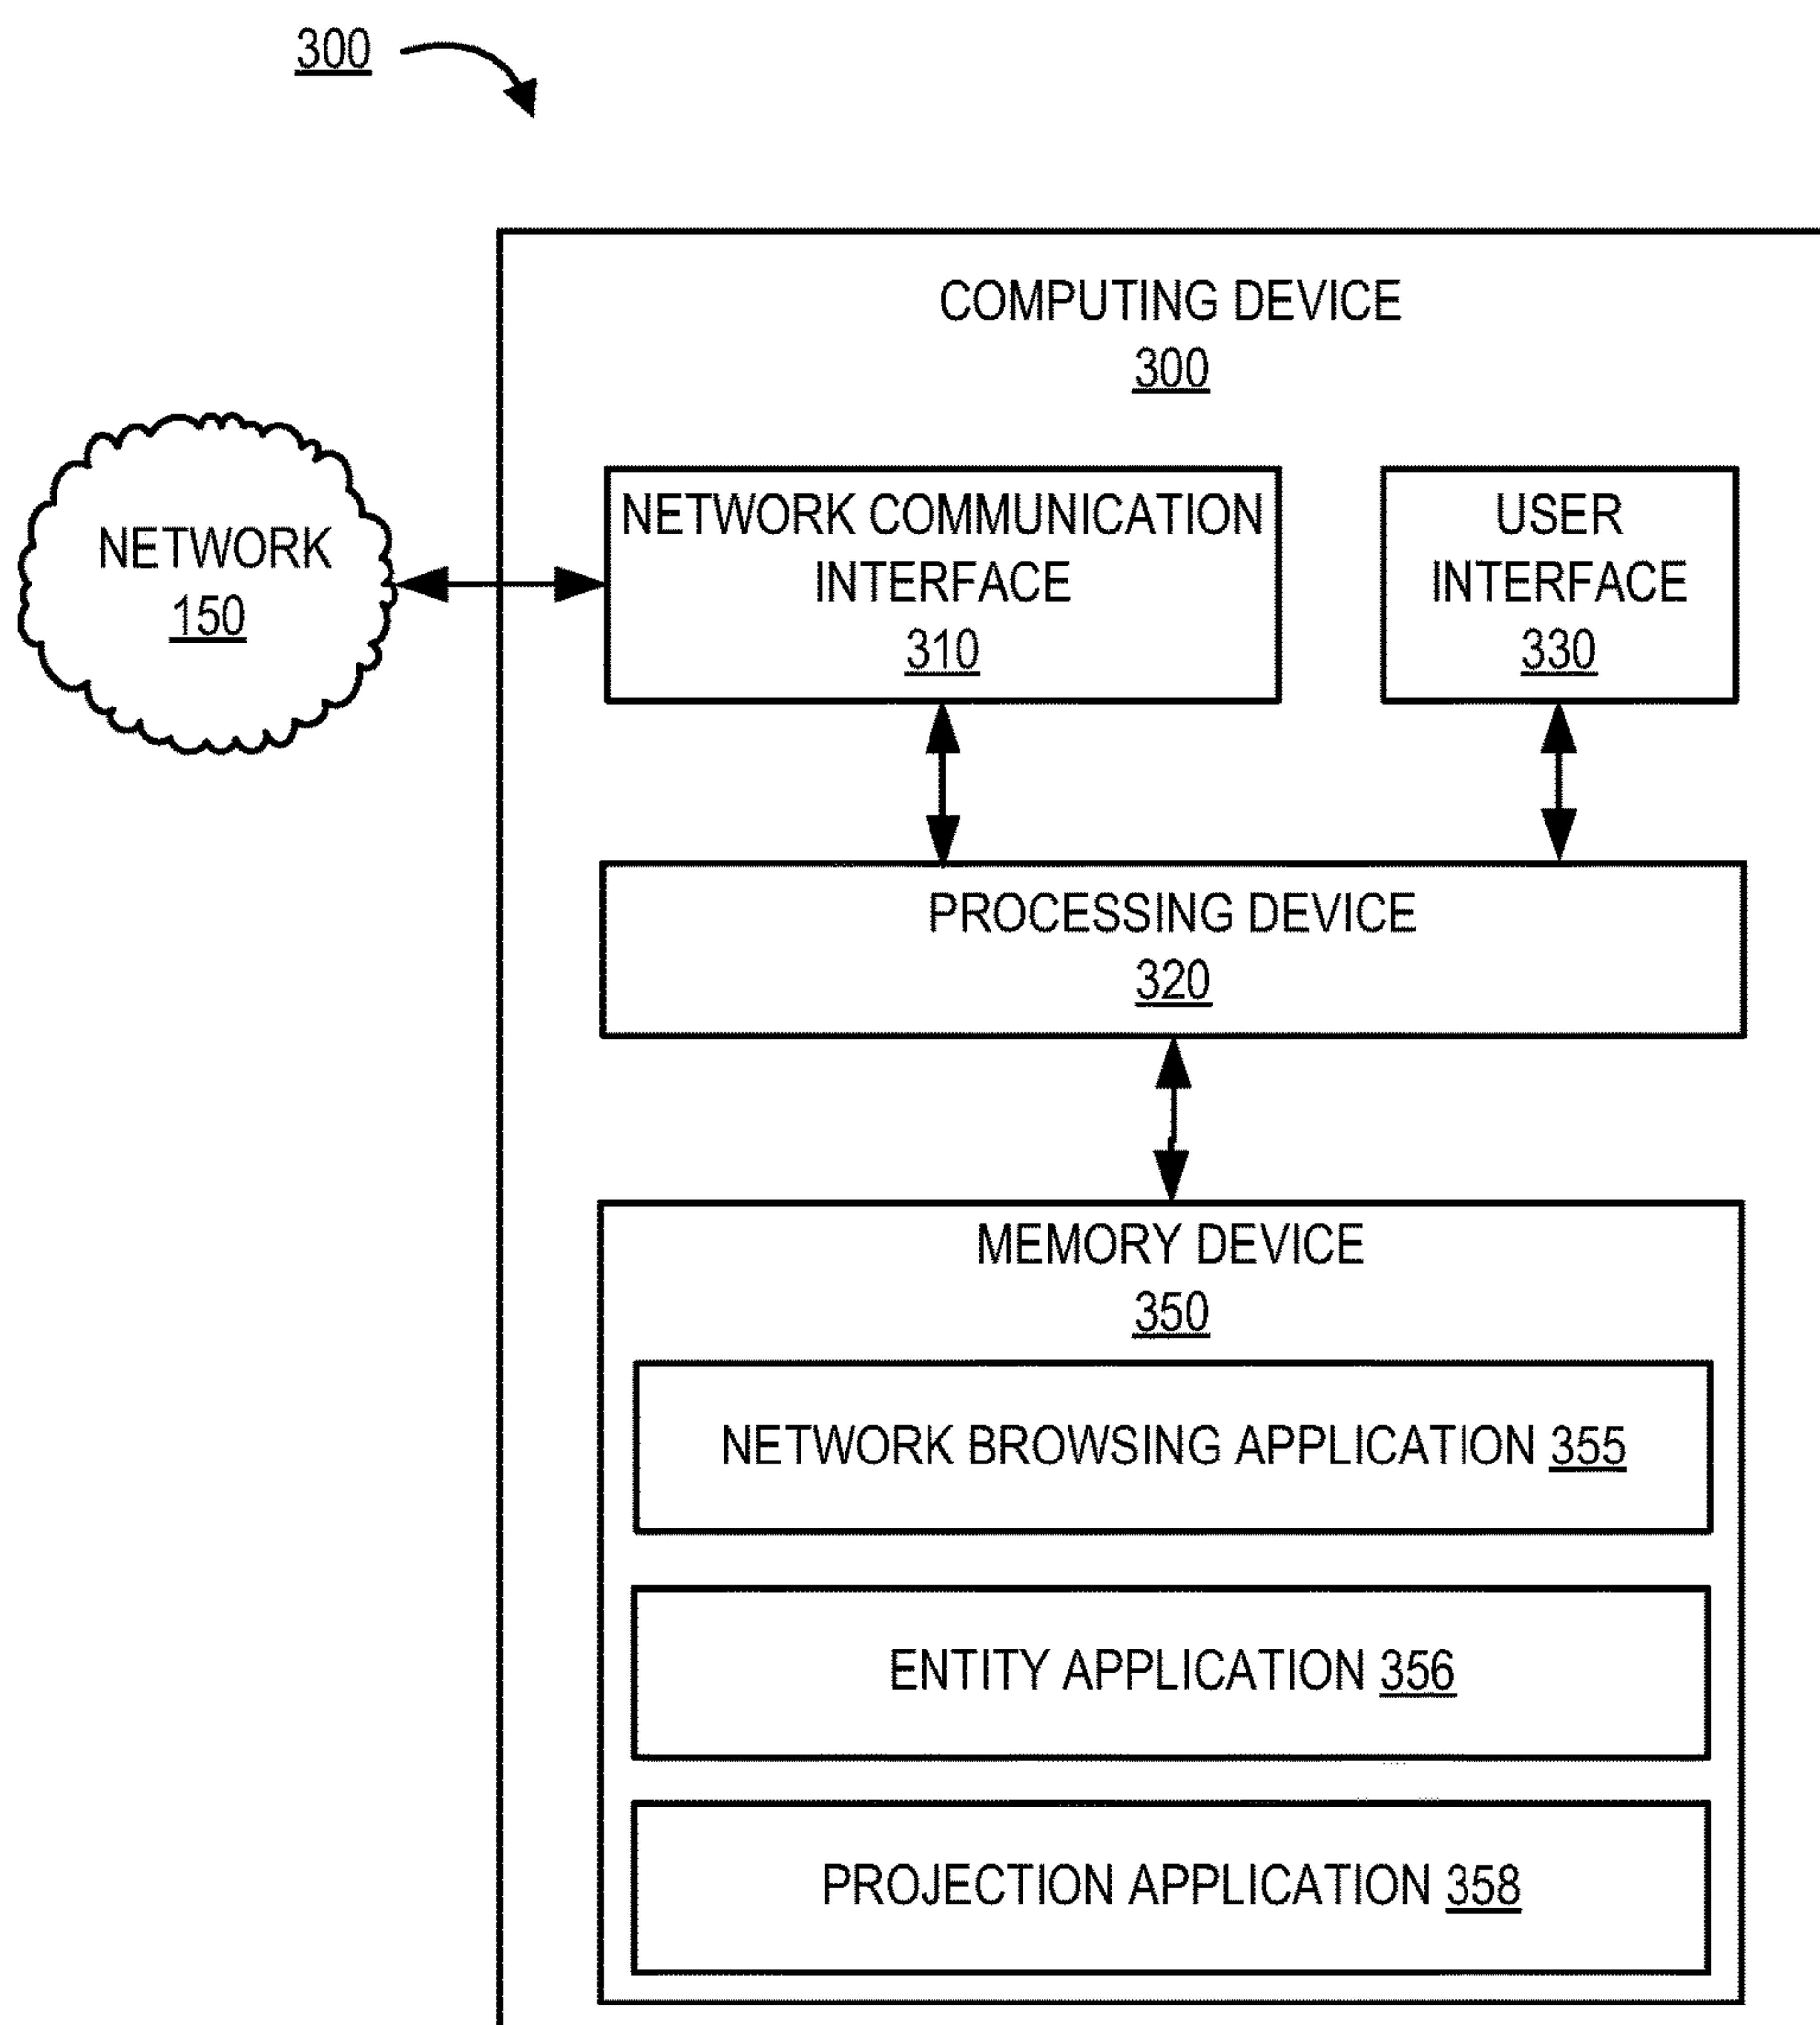 300
COMPUTING DEVICE
300
NETWORK
150
NETWORK COMMUNICATION
INTERFACE
310
USER
INTERFACE
330
PROCESSING DEVICE
320
MEMORY DEVICE
350
NETWORK BROWSING APPLICATION 355
ENTITY APPLICATION 356
PROJECTION APPLICATION 358